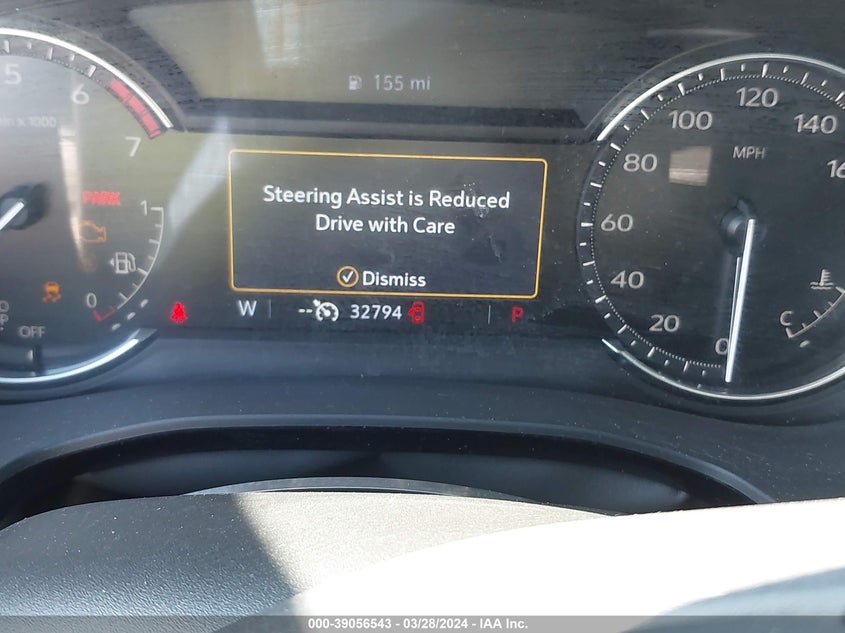 155 mi
5
6
7
min x 1000
PARK
1
0
OFF
P
Steering Assist is Reduced
Drive with Care
Dismiss
W
-- 32794
P
0
20
40
60
80
100
120
140
MPH
C
000-39056543 - 03/28/2024 - IAA Inc.